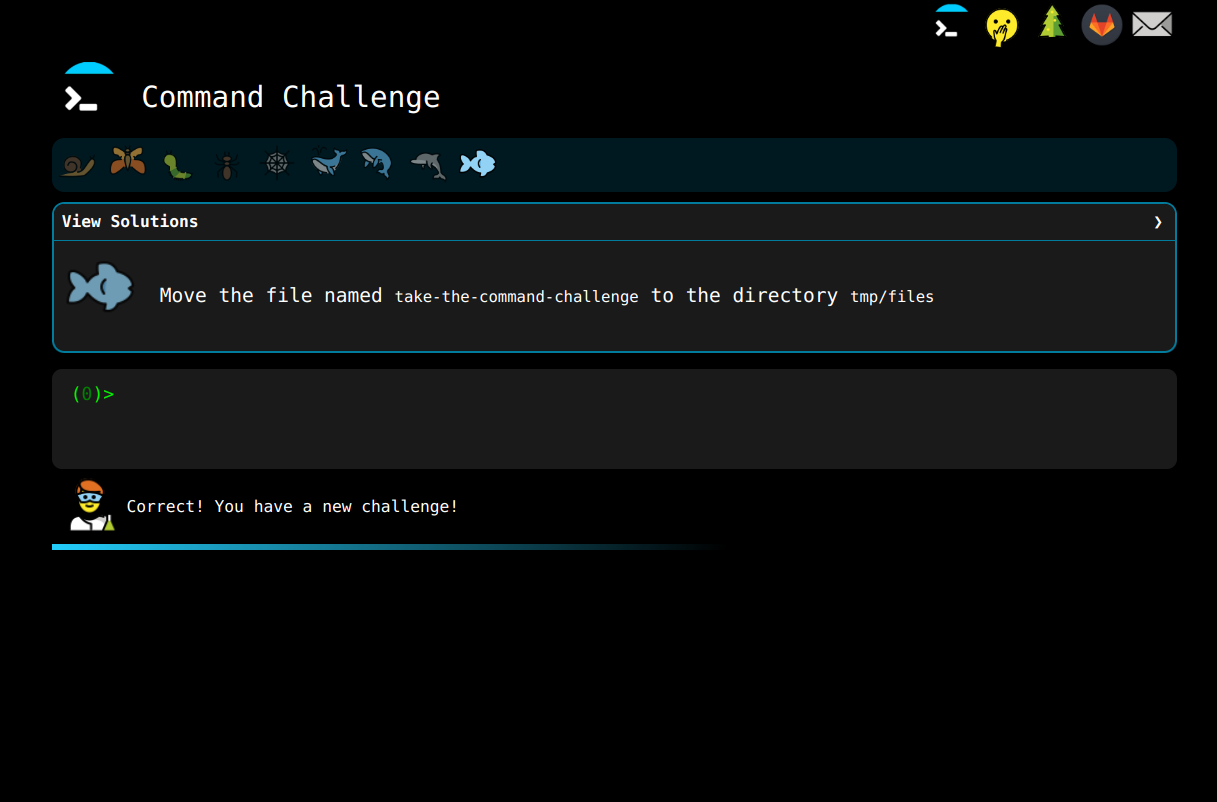 Command Challenge
View Solutions ❯
Move the file named take-the-command-challenge to the directory tmp/files
(0)>
Correct! You have a new challenge!